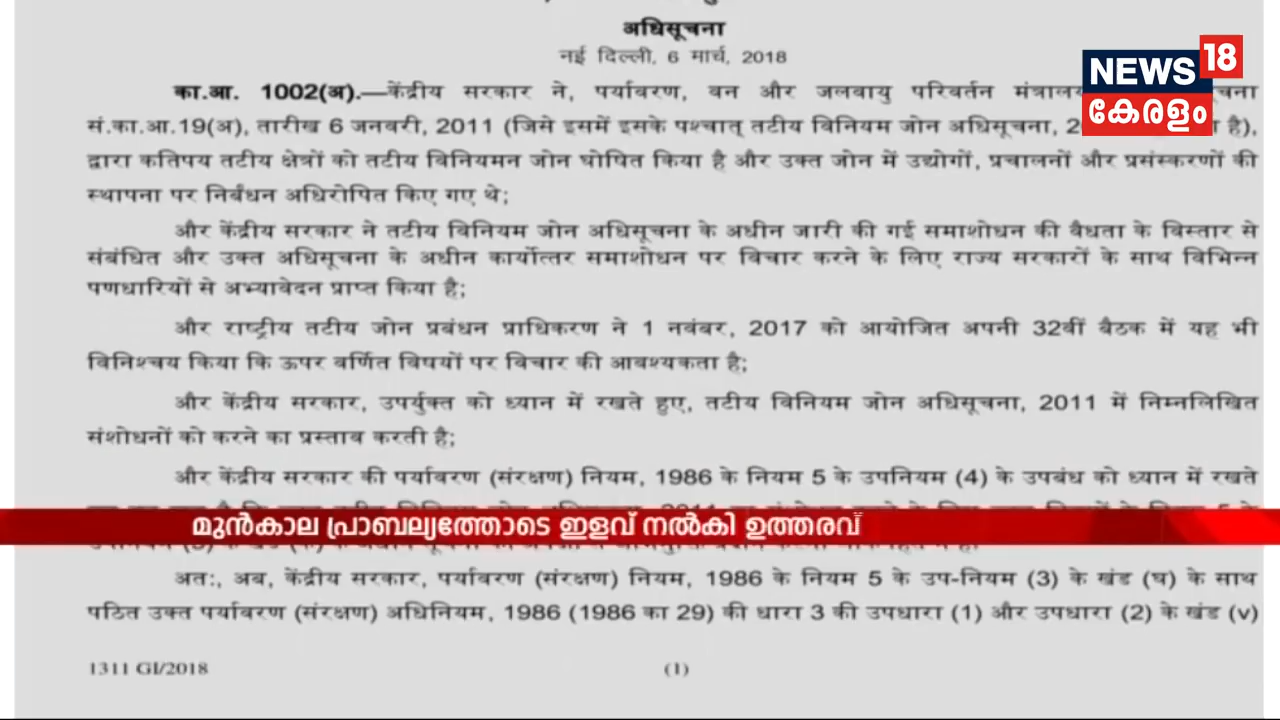 अधिसूचना
नई दिल्ली, 6 मार्च, 2018
NEWS 18
केंരളം
का.आ. 1002(अ).—केंद्रीय सरकार ने, पर्यावरण, वन और जलवायु परिवर्तन
सं.का.आ.19(अ), तारीख 6 जनवरी, 2011 (जिसे इसमें इसके पश्चात् तटीय विनियम जोन अधिसूचना, है),
द्वारा कतिपय तटीय क्षेत्रों को तटीय विनियमन जोन घोषित किया है और उक्त जोन में उद्योगों, प्रचालनों और प्रसंस्करणों की
स्थापना पर निर्बंधन अधिरोपित किए गए थे;
और केंद्रीय सरकार ने तटीय विनियम जोन अधिसूचना के अधीन जारी की गई समाशोधन की वैधता के विस्तार से
संबंधित और उक्त अधिसूचना के अधीन कार्योत्तर समाशोधन पर विचार करने के लिए राज्य सरकारों के साथ विभिन्न
पणधारियों से अभ्यावेदन प्राप्त किया है;
और राष्ट्रीय तटीय जोन प्रबंधन प्राधिकरण ने 1 नवंबर, 2017 को आयोजित अपनी 32वीं बैठक में यह भी
विनिश्चय किया कि ऊपर वर्णित विषयों पर विचार की आवश्यकता है;
और केंद्रीय सरकार, उपर्युक्त को ध्यान में रखते हुए, तटीय विनियम जोन अधिसूचना, 2011 में निम्नलिखित
संशोधनों को करने का प्रस्ताव करती है;
और केंद्रीय सरकार की पर्यावरण (संरक्षण) नियम, 1986 के नियम 5 के उपनियम (4) के उपबंध को ध्यान में रखते
മുൻകാല പ്രാബല്യത്തോടെ ഇളവ് നൽകി ഉത്തരവ്
अतः, अब, केंद्रीय सरकार, पर्यावरण (संरक्षण) नियम, 1986 के नियम 5 के उप-नियम (3) के खंड (घ) के साथ
पठित उक्त पर्यावरण (संरक्षण) अधिनियम, 1986 (1986 का 29) की धारा 3 की उपधारा (1) और उपधारा (2) के खंड (v)
1311 GI/2018 (1)